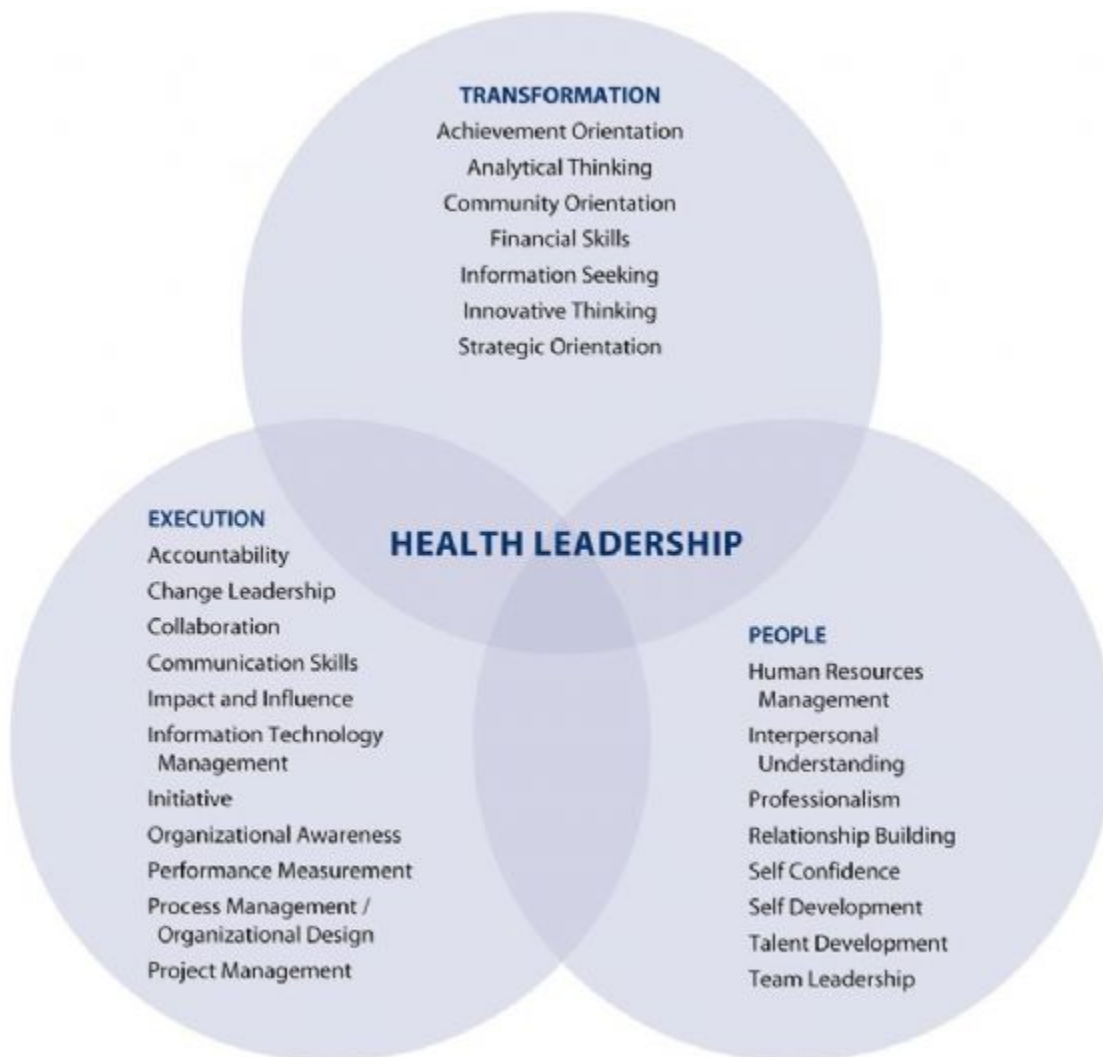 TRANSFORMATION
Achievement Orientation
Analytical Thinking
Community Orientation
Financial Skills
Information Seeking
Innovative Thinking
Strategic Orientation
HEALTH LEADERSHIP
EXECUTION
Accountability
Change Leadership
Collaboration
Communication Skills
Impact and Influence
Information Technology
Management
Initiative
Organizational Awareness
Performance Measurement
Process Management /
Organizational Design
Project Management
PEOPLE
Human Resources
Management
Interpersonal
Understanding
Professionalism
Relationship Building
Self Confidence
Self Development
Talent Development
Team Leadership